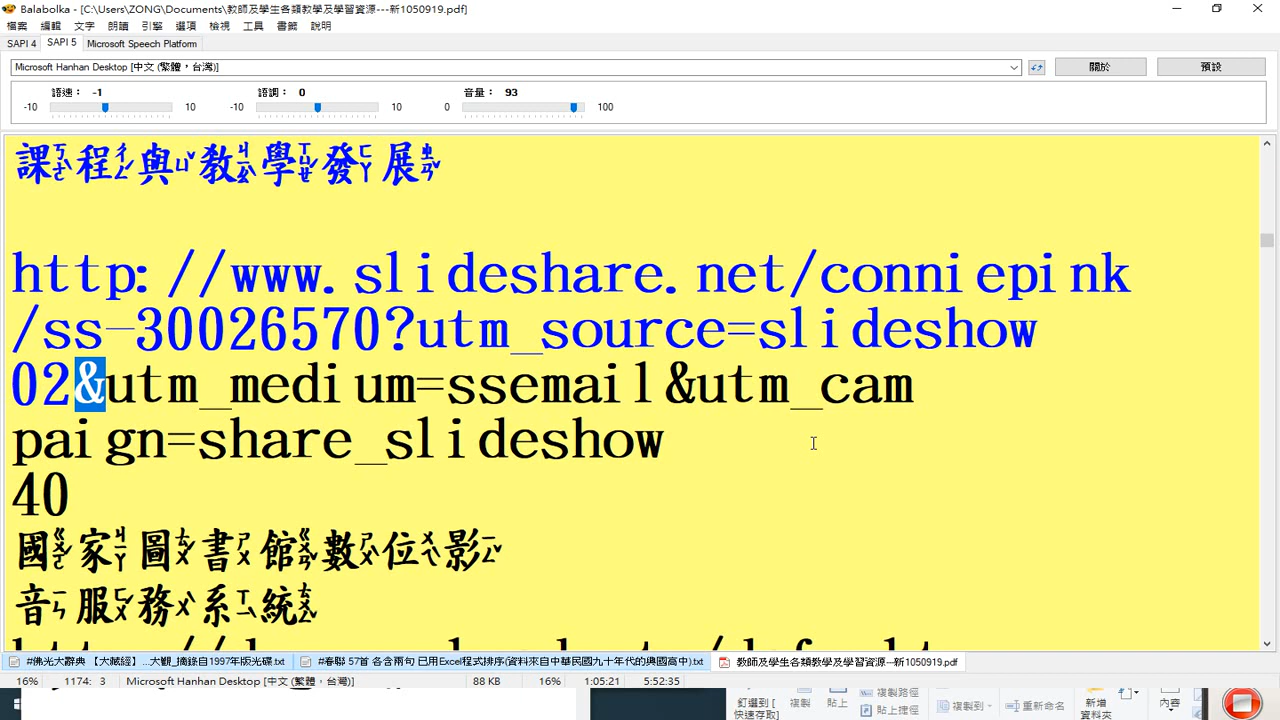 Balabolka - [C:\Users\ZONG\Documents\教師及學生各類教學及學習資源---新1050919.pdf]
檔案 編輯 文字 朗讀 引擎 選項 檢視 工具 書籤 說明
SAPI 4 SAPI 5 Microsoft Speech Platform
Microsoft Hanhan Desktop [中文 (繁體，台灣)] 關於 預設
語速： -1 語調： 0 音量： 93
-10 10 -10 10 0 100
課程與教學發展
http://www.slideshare.net/conniepink
/ss-30026570?utm_source=slideshow
02&utm_medium=ssemail&utm_cam
paign=share_slideshow
40
國家圖書館數位影
音服務系統
#佛光大辭典 【大藏經】...大觀_摘錄自1997年版光碟.txt #春聯 57首 各含兩句 已用Excel程式排序(資料來自中華民國九十年代的典國高中).txt 教師及學生各類教學及學習資源---新1050919.pdf
16% 1174: 3 Microsoft Hanhan Desktop [中文 (繁體，台灣)] 88 KB 16% 1:05:21 5:52:35
釘選到 [ 複製 貼上 複製路徑 新增 內容
快速存取] 貼上捷徑 複製到 重新命名 資料夾